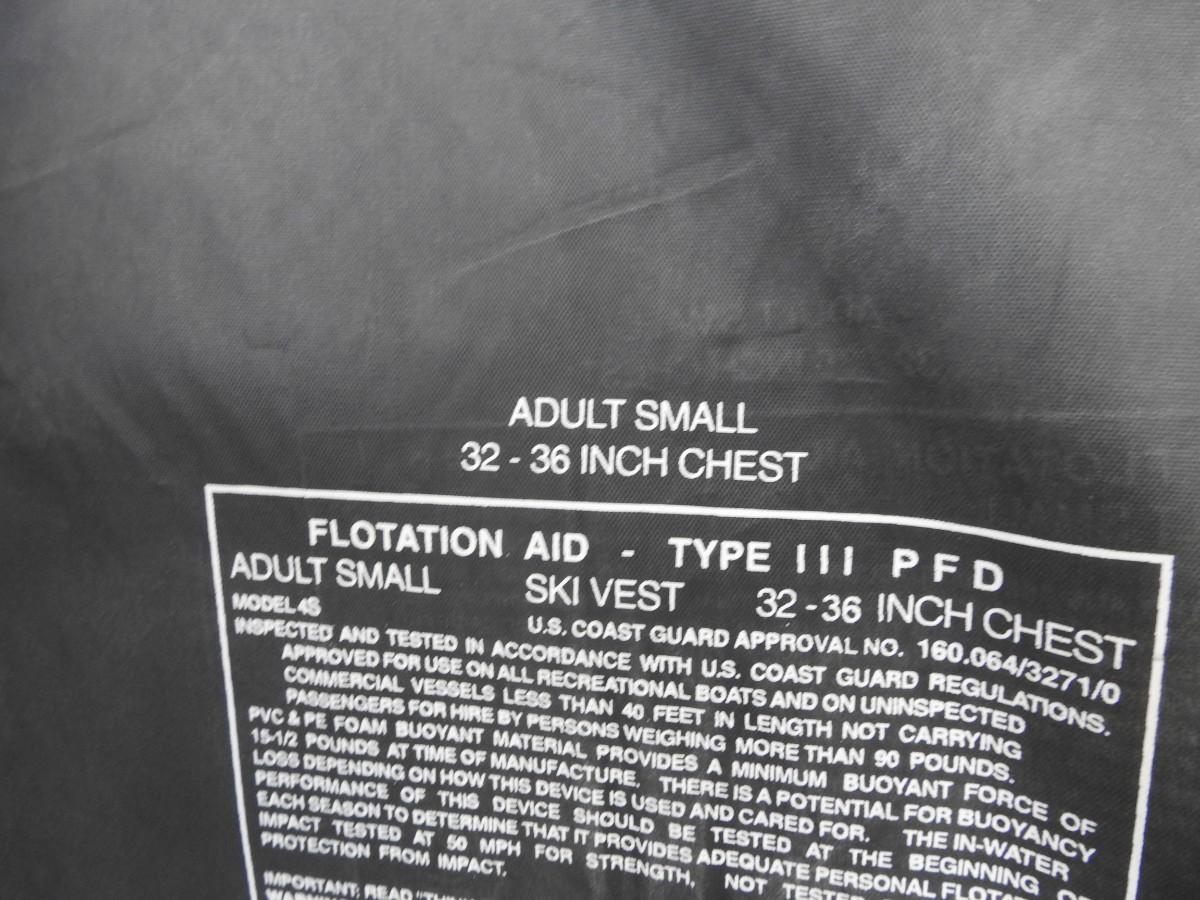 ADULT SMALL
32 - 36 INCH CHEST
FLOTATION AID - TYPE III PFD
ADULT SMALL SKI VEST 32-36 INCH CHEST
MODEL 4S U.S. COAST GUARD APPROVAL NO. 160.064/3271/0
INSPECTED AND TESTED IN ACCORDANCE WITH U.S. COAST GUARD REGULATIONS.
APPROVED FOR USE ON ALL RECREATIONAL BOATS AND ON UNINSPECTED
COMMERCIAL VESSELS LESS THAN 40 FEET IN LENGTH NOT CARRYING
PASSENGERS FOR HIRE BY PERSONS WEIGHING MORE THAN 90 POUNDS.
PVC & PE FOAM BUOYANT MATERIAL PROVIDES A MINIMUM BUOYANT FORCE OF
15-1/2 POUNDS AT TIME OF MANUFACTURE. THERE IS A POTENTIAL FOR BUOYANCY
LOSS DEPENDING ON HOW THIS DEVICE IS USED AND CARED FOR. THE IN-WATER
PERFORMANCE OF THIS DEVICE SHOULD BE TESTED AT THE BEGINNING OF
EACH SEASON TO DETERMINE THAT IT PROVIDES ADEQUATE PERSONAL FLOTAT
IMPACT TESTED AT 50 MPH FOR STRENGTH, NOT TESTED
PROTECTION FROM IMPACT.
IMPORTANT: READ